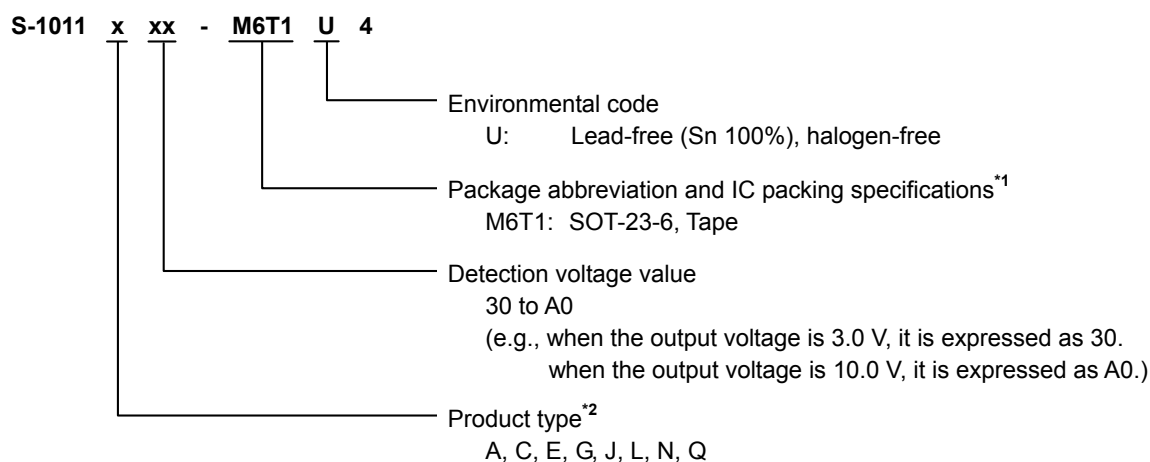 S-1011 x xx - M6T1 U 4
Environmental code
U: Lead-free (Sn 100%), halogen-free
Package abbreviation and IC packing specifications*1
M6T1: SOT-23-6, Tape
Detection voltage value
30 to A0
(e.g., when the output voltage is 3.0 V, it is expressed as 30.
when the output voltage is 10.0 V, it is expressed as A0.)
Product type*2
A, C, E, G, J, L, N, Q